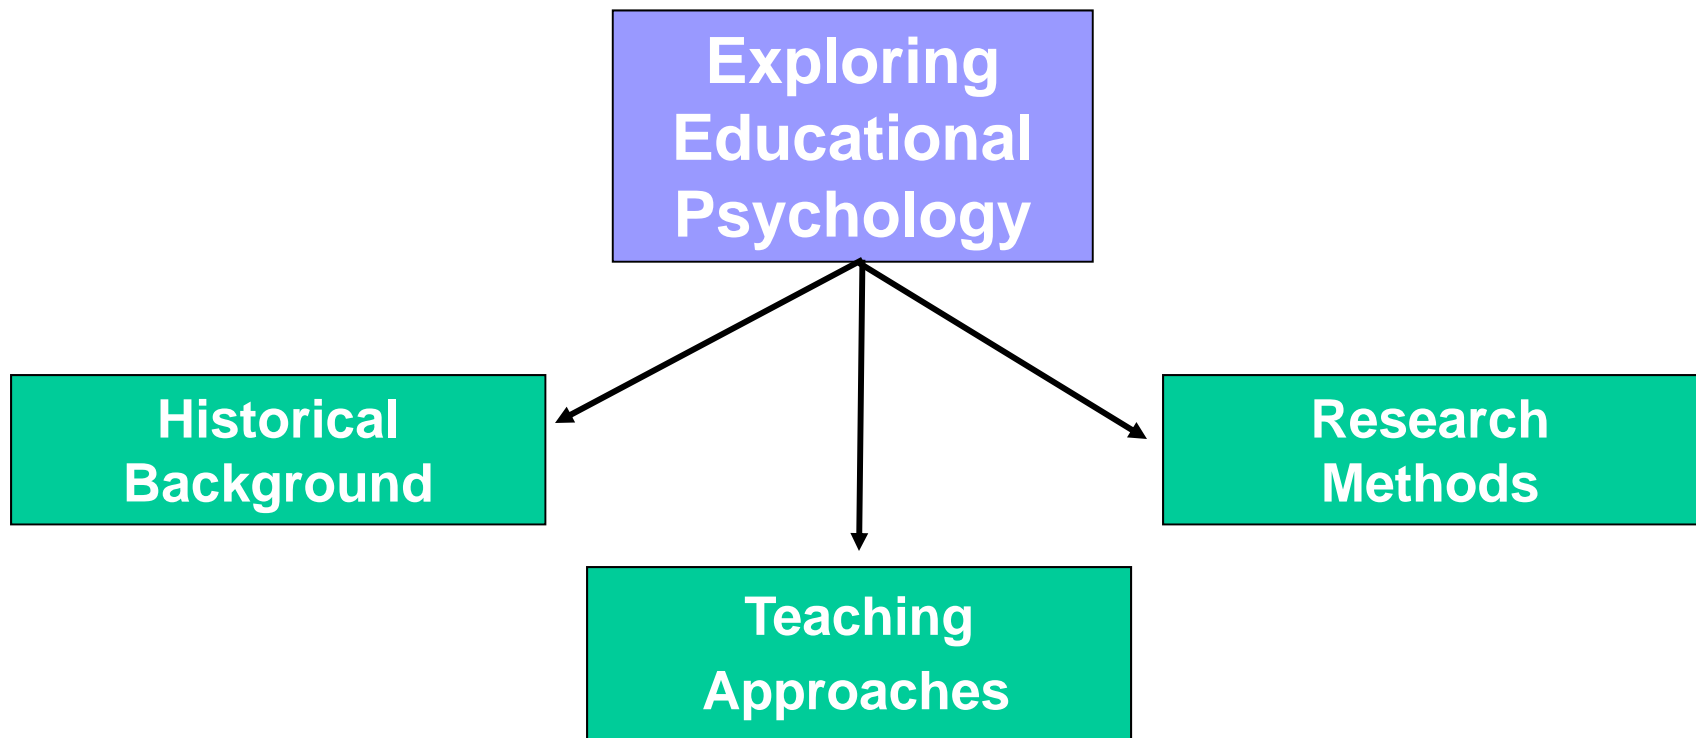 Exploring
Educational
Psychology
Historical
Background
Research
Methods
Teaching
Approaches